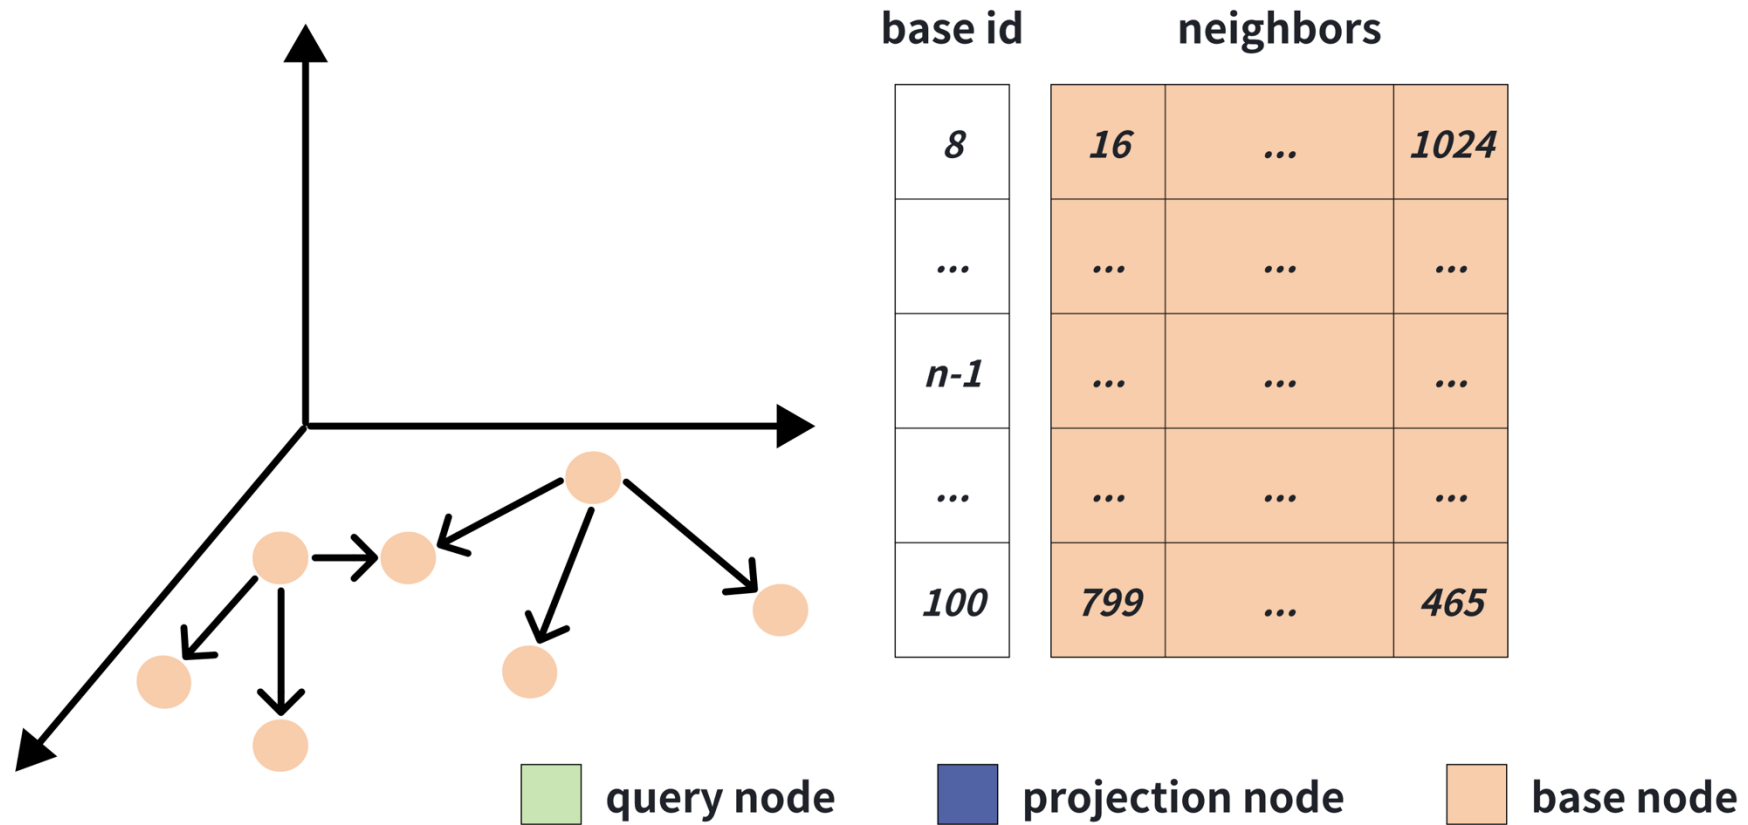 base id neighbors
8 16 ... 1024
... ... ... ...
n-1 ... ... ...
... ... ... ...
100 799 ... 465
query node projection node base node